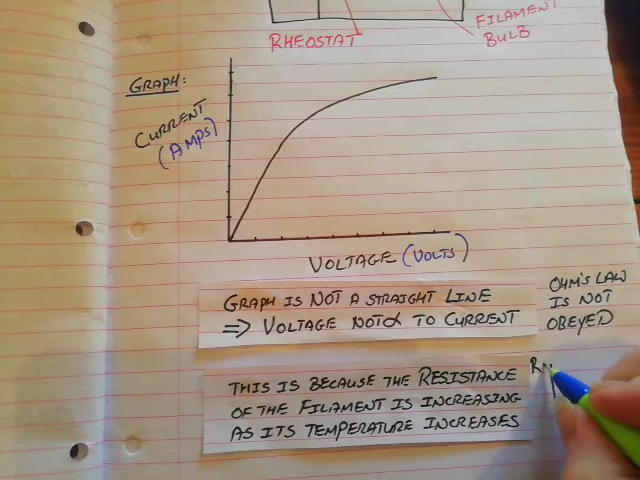 RHEOSTAT
FILAMENT
BULB
GRAPH:
CURRENT
(AMPS)
VOLTAGE (VOLTS)
GRAPH IS NOT A STRAIGHT LINE
⇒ VOLTAGE NOT ∝ TO CURRENT
OHM'S LAW
IS NOT
OBEYED
THIS IS BECAUSE THE RESISTANCE
OF THE FILAMENT IS INCREASING
AS ITS TEMPERATURE INCREASES
R